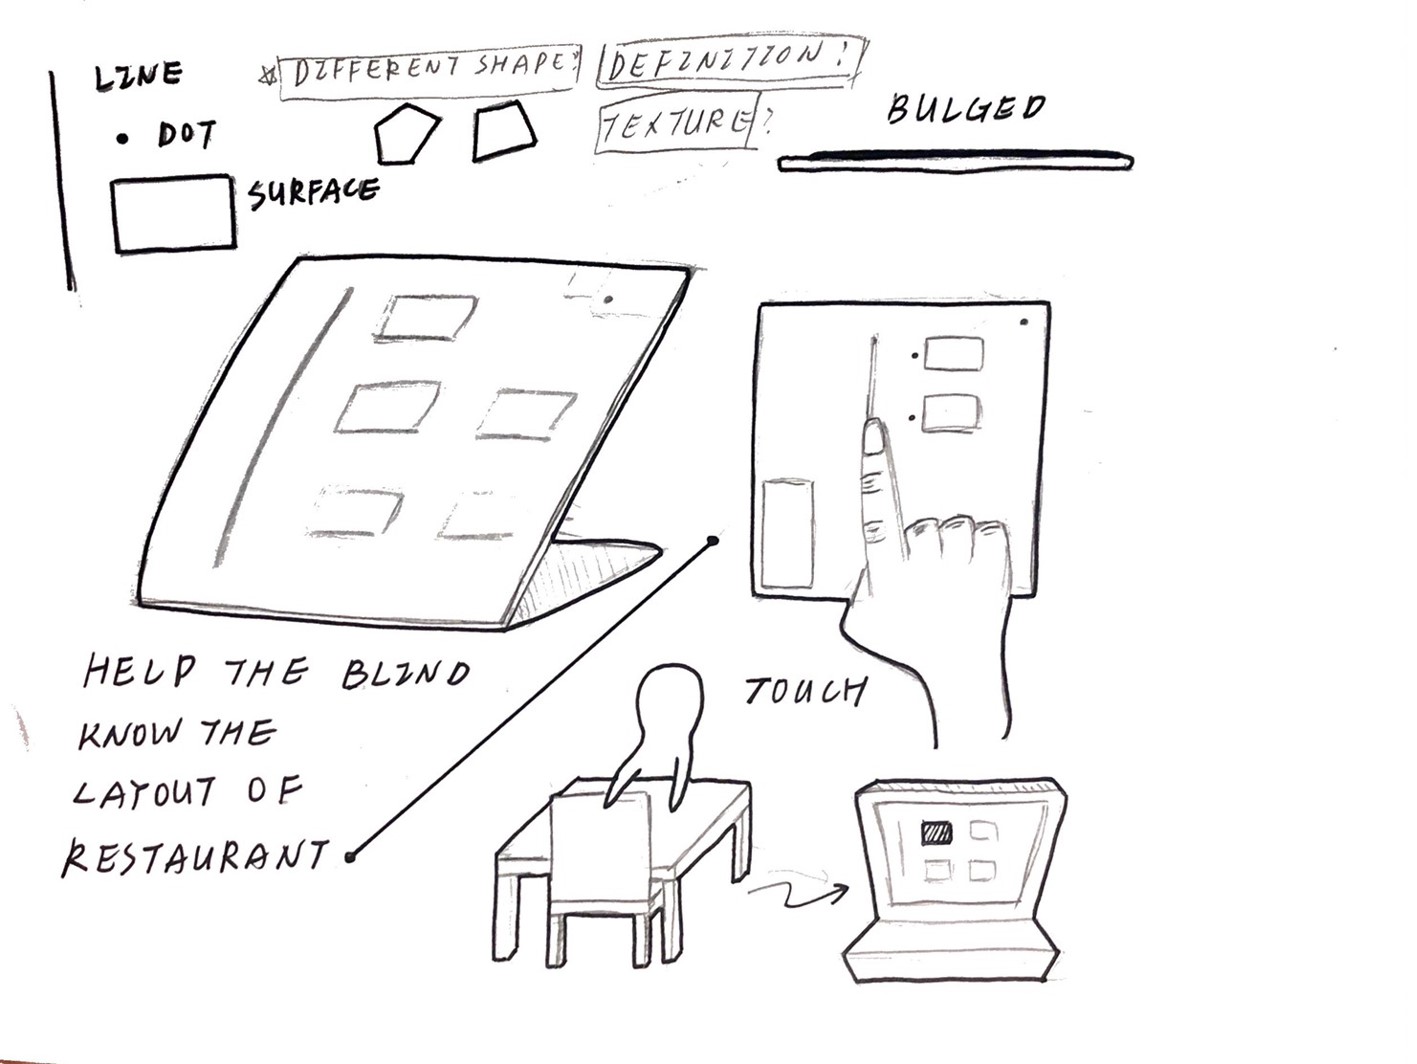 LINE
DIFFERENT SHAPE?
DEFINITION?
DOT
TEXTURE?
BULGED
SURFACE
HELP THE BLIND
KNOW THE
LAYOUT OF
RESTAURANT
TOUCH